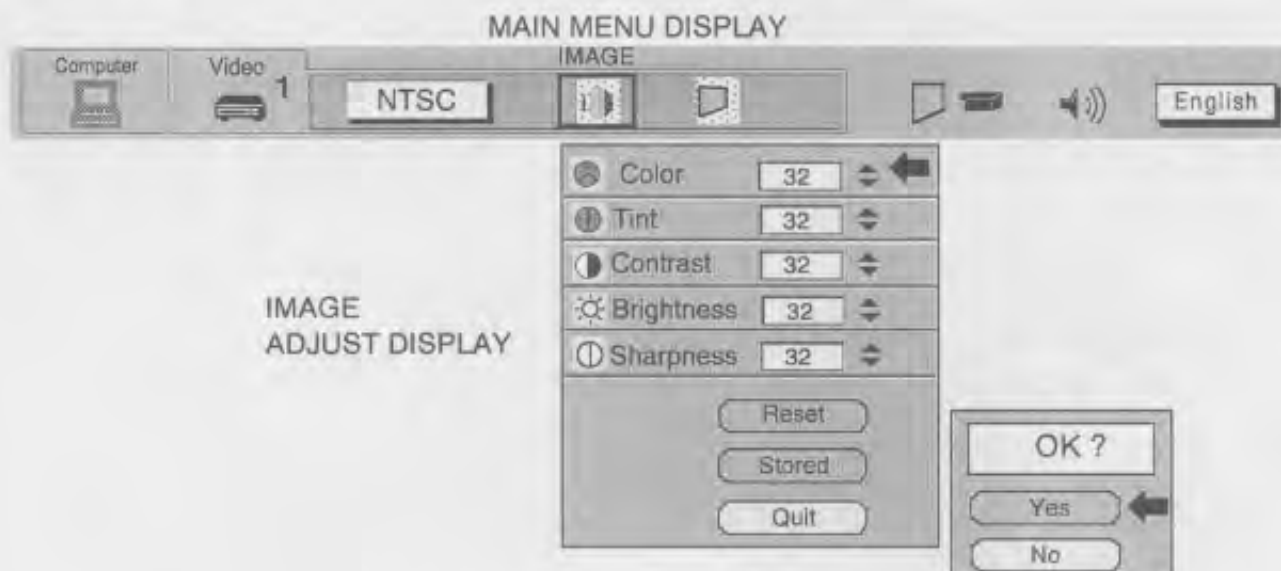 MAIN MENU DISPLAY
IMAGE
Computer
Video 1
NTSC
English
Color 32
Tint 32
Contrast 32
Brightness 32
Sharpness 32
IMAGE
ADJUST DISPLAY
Reset
Stored
Quit
OK ?
Yes
No